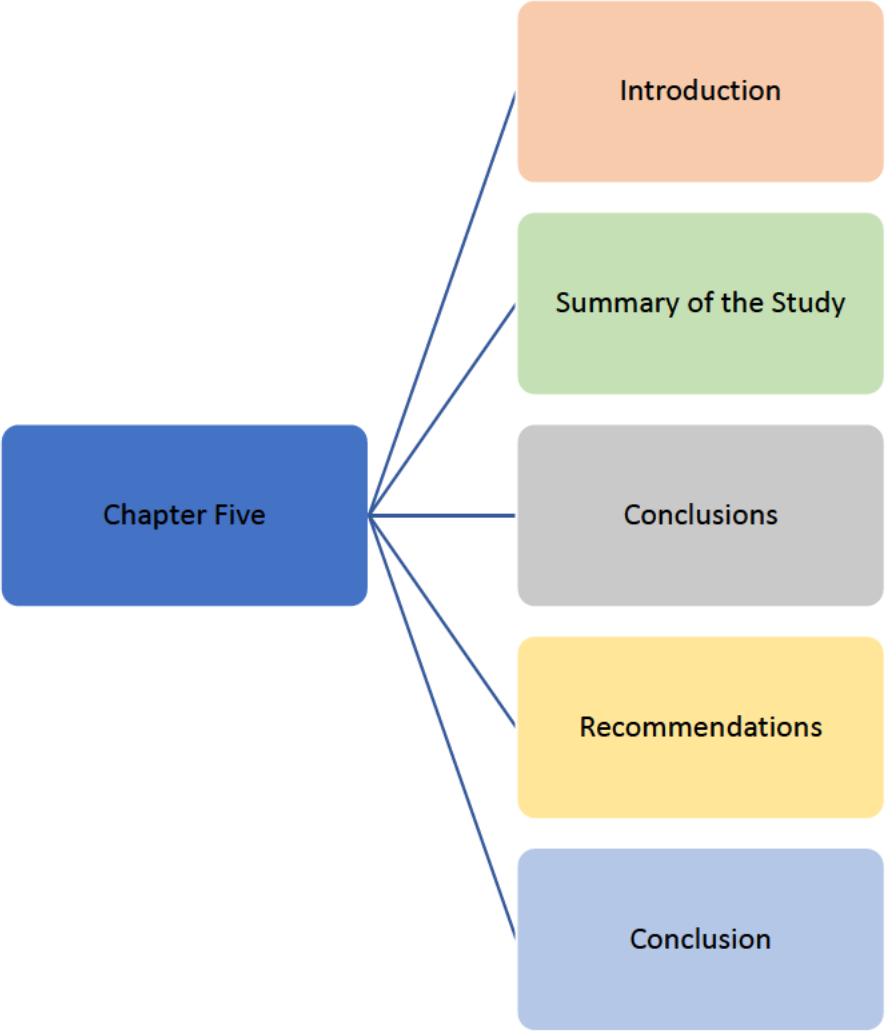 Chapter Five
Introduction
Summary of the Study
Conclusions
Recommendations
Conclusion